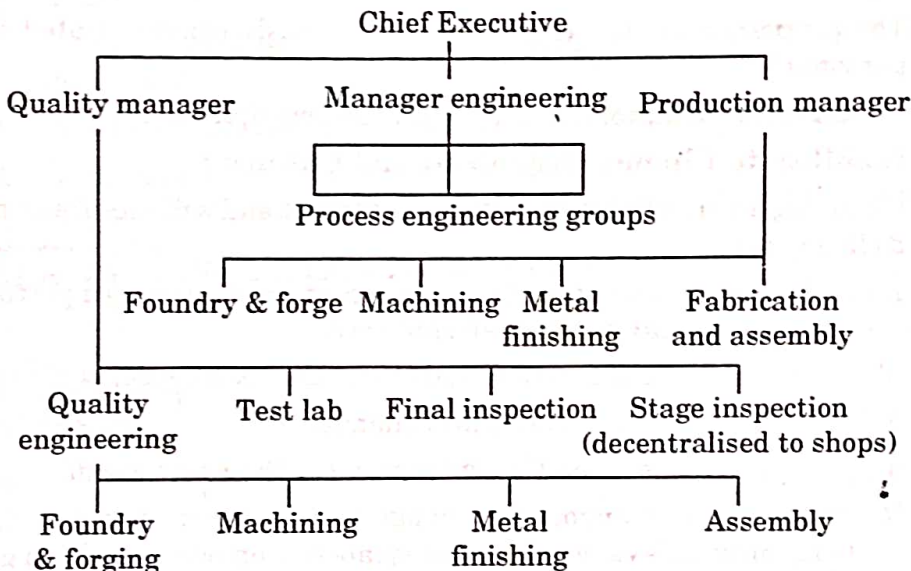 Chief Executive
Quality manager
Manager engineering
Production manager
Process engineering groups
Foundry & forge
Machining
Metal
finishing
Fabrication
and assembly
Quality
engineering
Test lab
Final inspection
Stage inspection
(decentralised to shops)
Foundry
& forging
Machining
Metal
finishing
Assembly